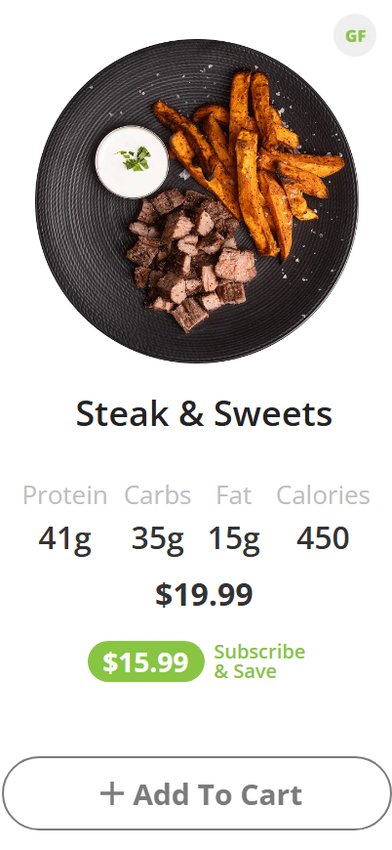 GF
Steak & Sweets
Protein Carbs Fat Calories
41g 35g 15g 450
$19.99
$15.99 Subscribe
& Save
+ Add To Cart